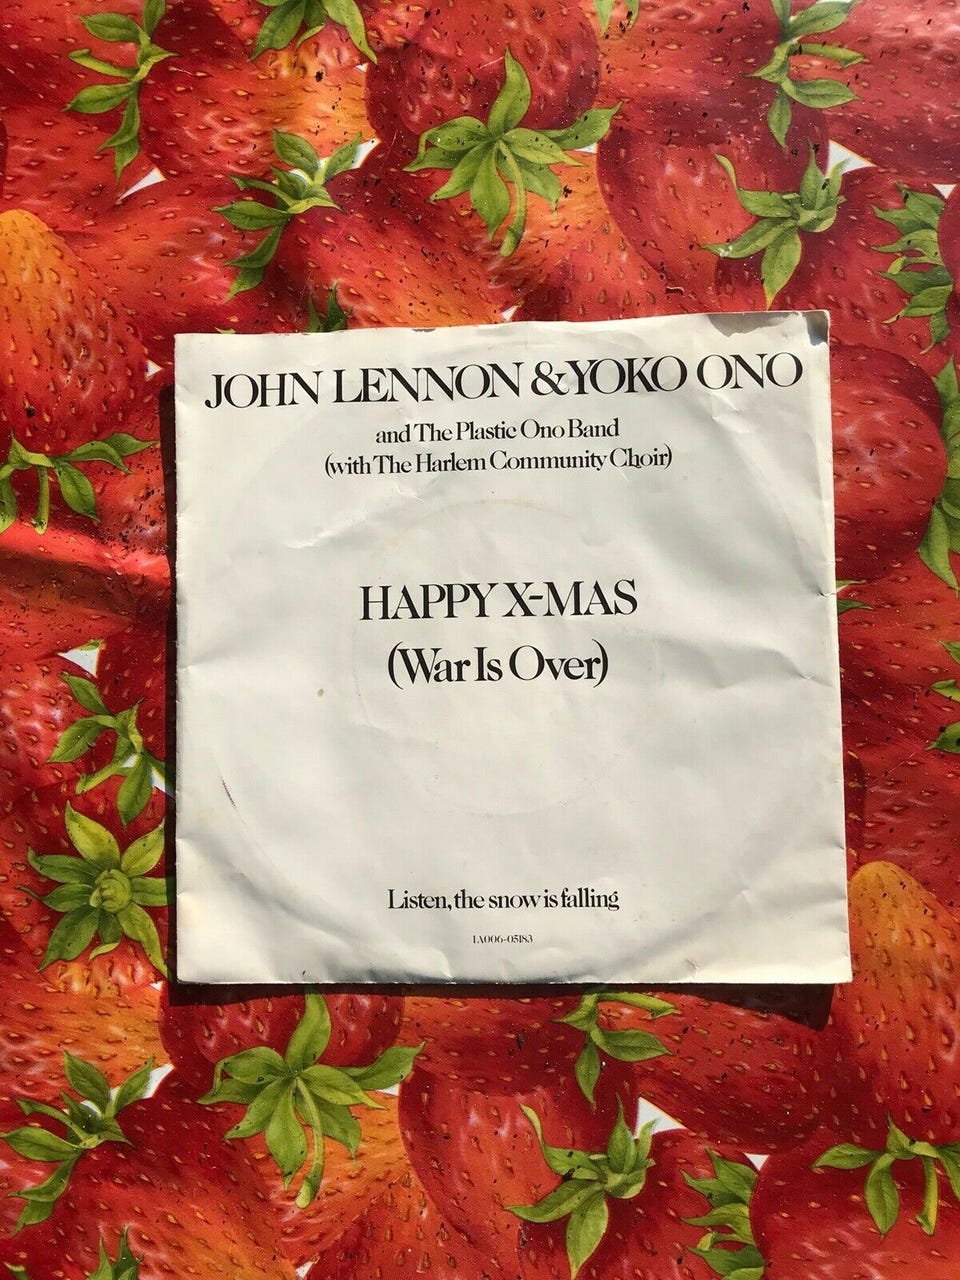 JOHN LENNON & YOKO ONO
and The Plastic Ono Band
(with The Harlem Community Choir)
HAPPY X-MAS
(War Is Over)
Listen, the snow is falling
1A006-05183